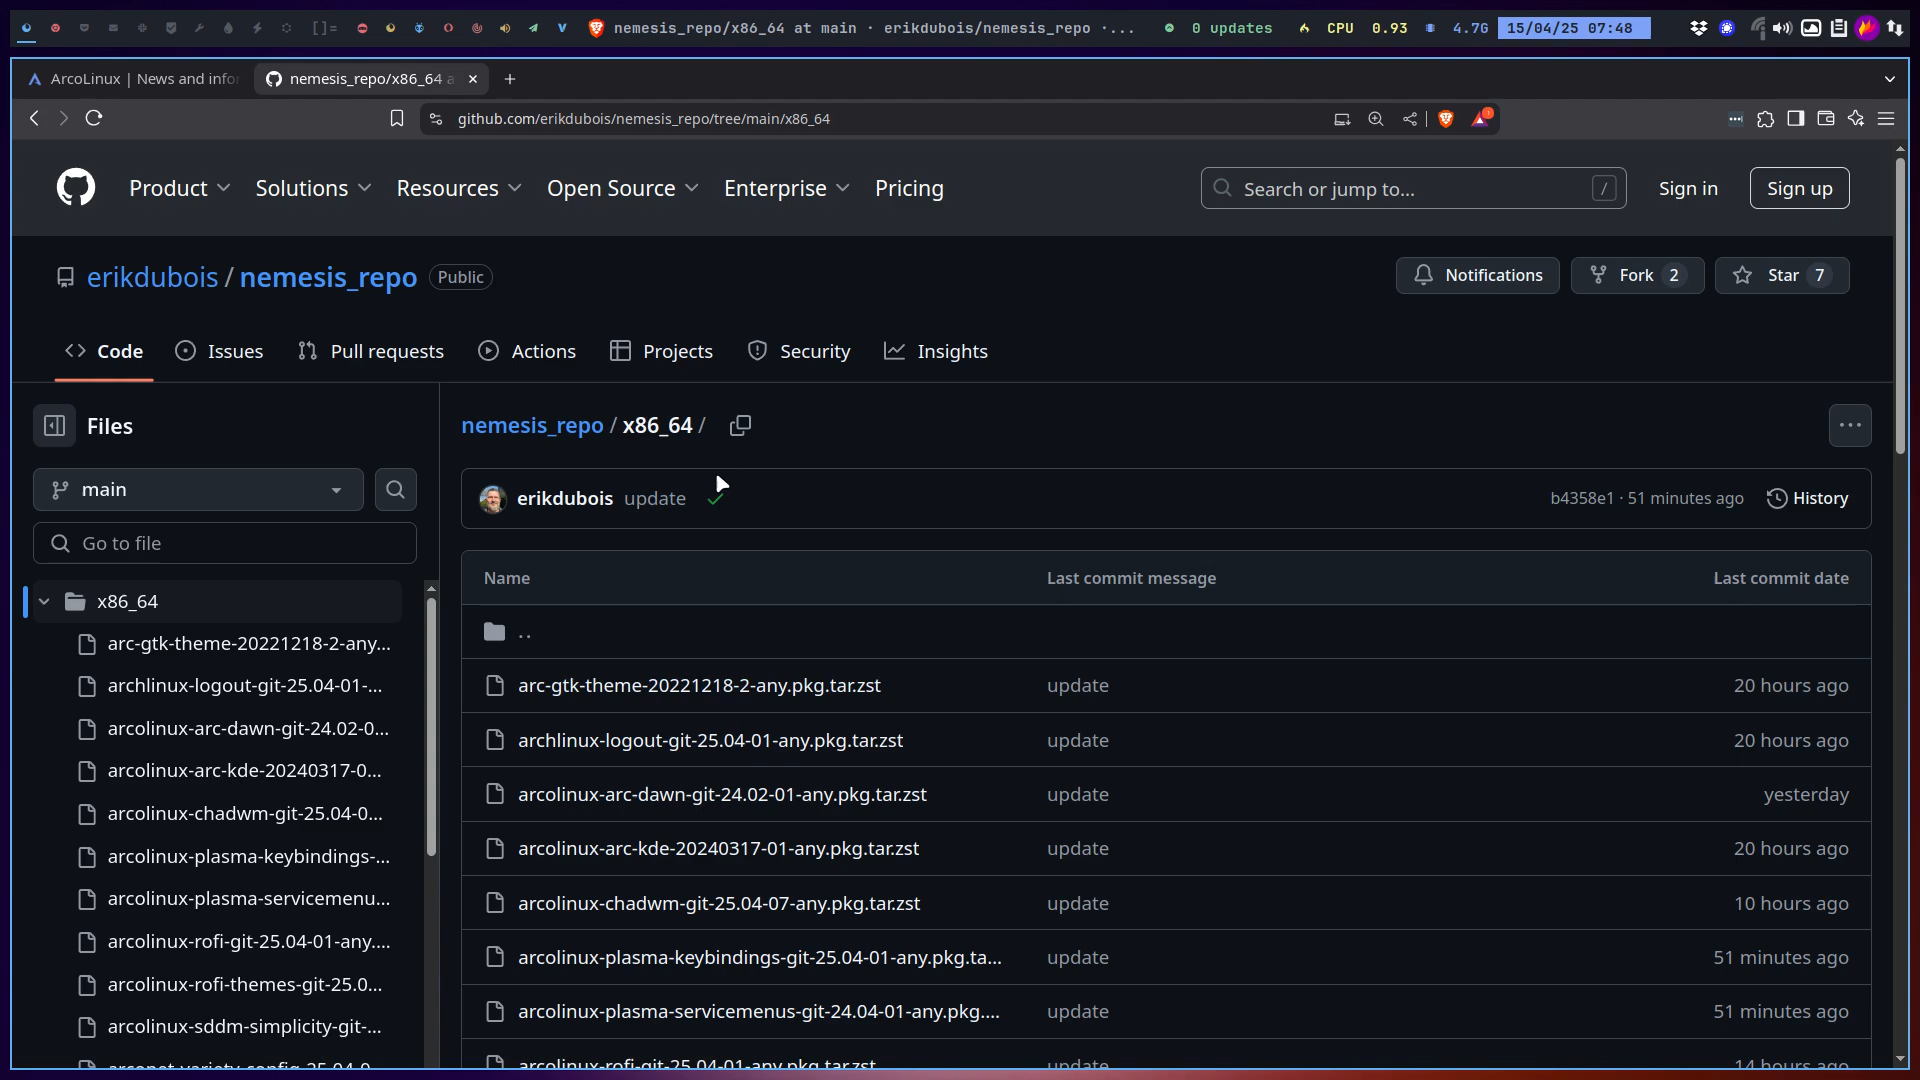 []=
nemesis_repo/x86_64 at main · erikdubois/nemesis_repo ·...
0 updates
CPU 0.93
4.7G
15/04/25 07:48
ArcoLinux | News and infor
nemesis_repo/x86_64 a
github.com/erikdubois/nemesis_repo/tree/main/x86_64
Product
Solutions
Resources
Open Source
Enterprise
Pricing
Search or jump to...
/
Sign in
Sign up
erikdubois / nemesis_repo
Public
Notifications
Fork 2
Star 7
Code
Issues
Pull requests
Actions
Projects
Security
Insights
Files
main
Go to file
x86_64
arc-gtk-theme-20221218-2-any...
archlinux-logout-git-25.04-01-...
arcolinux-arc-dawn-git-24.02-0...
arcolinux-arc-kde-20240317-0...
arcolinux-chadwm-git-25.04-0...
arcolinux-plasma-keybindings-...
arcolinux-plasma-servicemenu...
arcolinux-rofi-git-25.04-01-any....
arcolinux-rofi-themes-git-25.0...
arcolinux-sddm-simplicity-git-...
nemesis_repo / x86_64 /
erikdubois update
b4358e1 · 51 minutes ago
History
Name Last commit message Last commit date
..
arc-gtk-theme-20221218-2-any.pkg.tar.zst update 20 hours ago
archlinux-logout-git-25.04-01-any.pkg.tar.zst update 20 hours ago
arcolinux-arc-dawn-git-24.02-01-any.pkg.tar.zst update yesterday
arcolinux-arc-kde-20240317-01-any.pkg.tar.zst update 20 hours ago
arcolinux-chadwm-git-25.04-07-any.pkg.tar.zst update 10 hours ago
arcolinux-plasma-keybindings-git-25.04-01-any.pkg.ta... update 51 minutes ago
arcolinux-plasma-servicemenus-git-24.04-01-any.pkg.... update 51 minutes ago
arcolinux-rofi-git-25.04-01-any.pkg.tar.zst update 14 hours ago